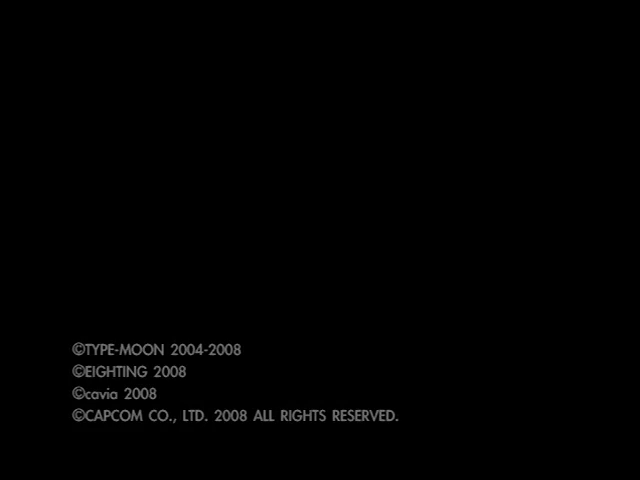 ©TYPE-MOON 2004-2008
©EIGHTING 2008
©cavia 2008
©CAPCOM CO., LTD. 2008 ALL RIGHTS RESERVED.